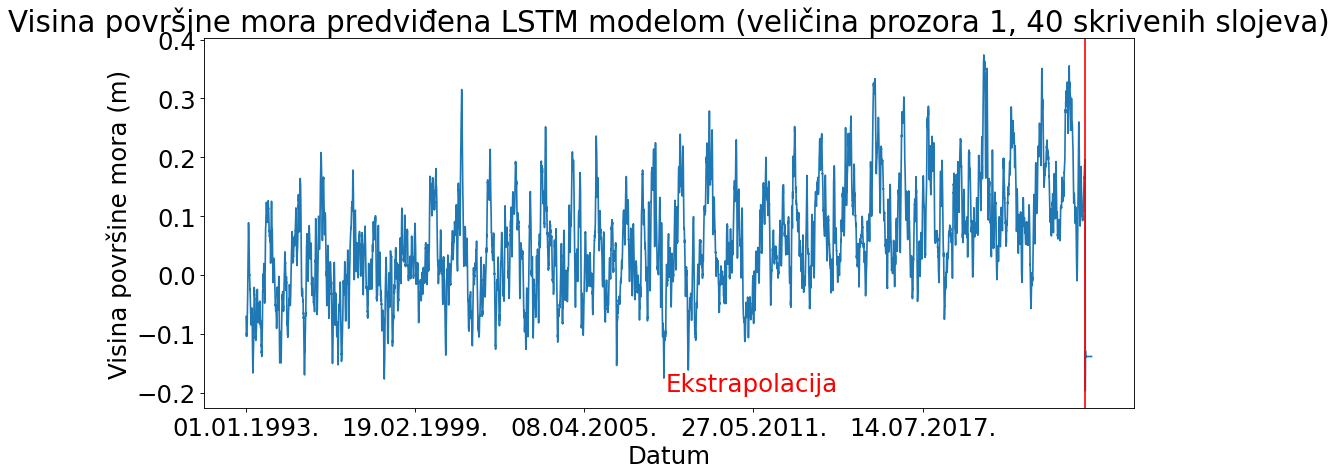 Visina površine mora predviđena LSTM modelom (veličina prozora 1, 40 skrivenih slojeva)
Visina površine mora (m)
0.4
0.3
0.2
0.1
0.0
−0.1
−0.2
Ekstrapolacija
01.01.1993. 19.02.1999. 08.04.2005. 27.05.2011. 14.07.2017.
Datum